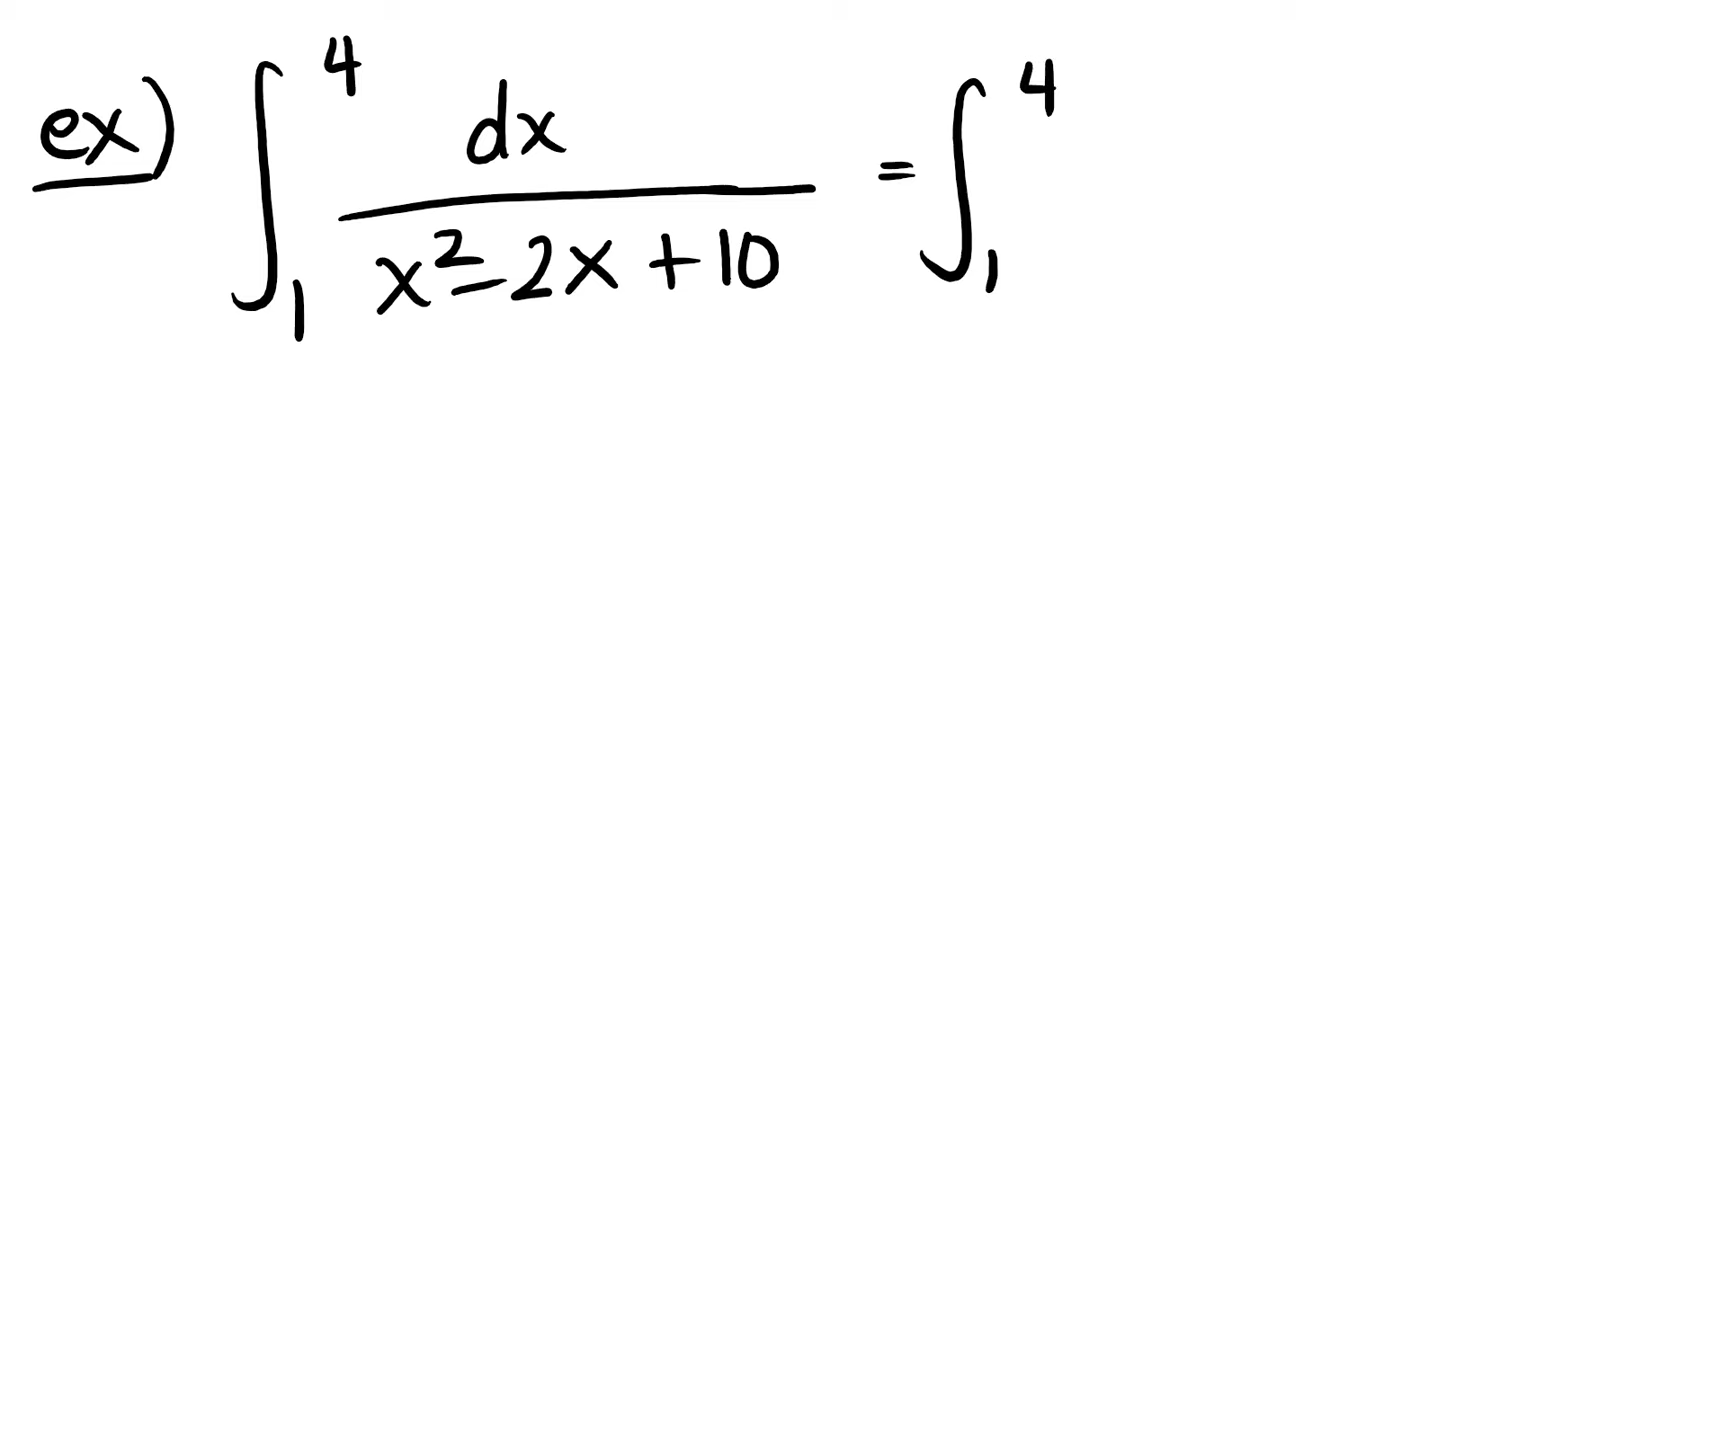 ex) ∫₁⁴ dx / (x² - 2x + 10) = ∫₁⁴